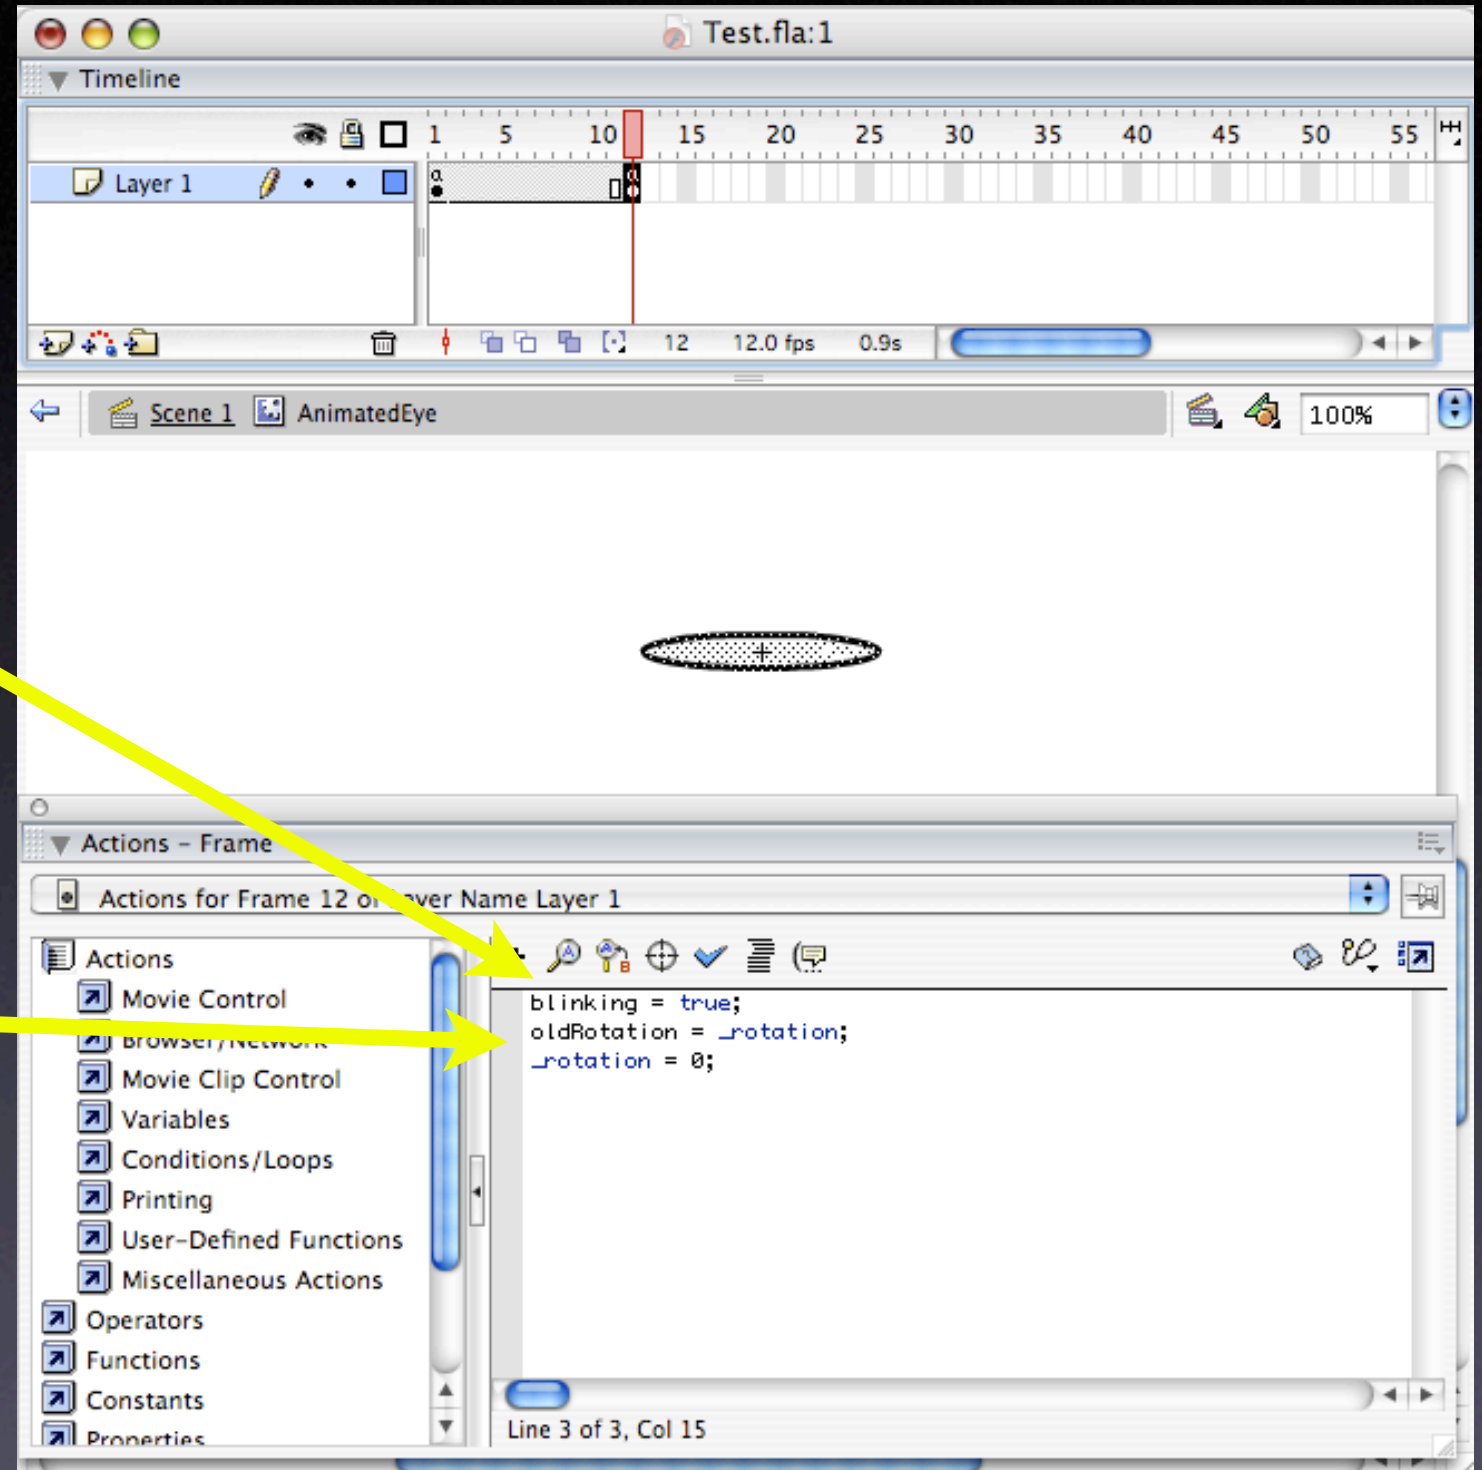 Test.fla:1
Timeline
1 5 10 15 20 25 30 35 40 45 50 55
Layer 1
12 12.0 fps 0.9s
Scene 1 AnimatedEye 100%
Actions - Frame
Actions for Frame 12 of Layer Name Layer 1
Actions
Movie Control
Browser/Network
Movie Clip Control
Variables
Conditions/Loops
Printing
User-Defined Functions
Miscellaneous Actions
Operators
Functions
Constants
Properties
blinking = true;
oldRotation = _rotation;
_rotation = 0;
Line 3 of 3, Col 15